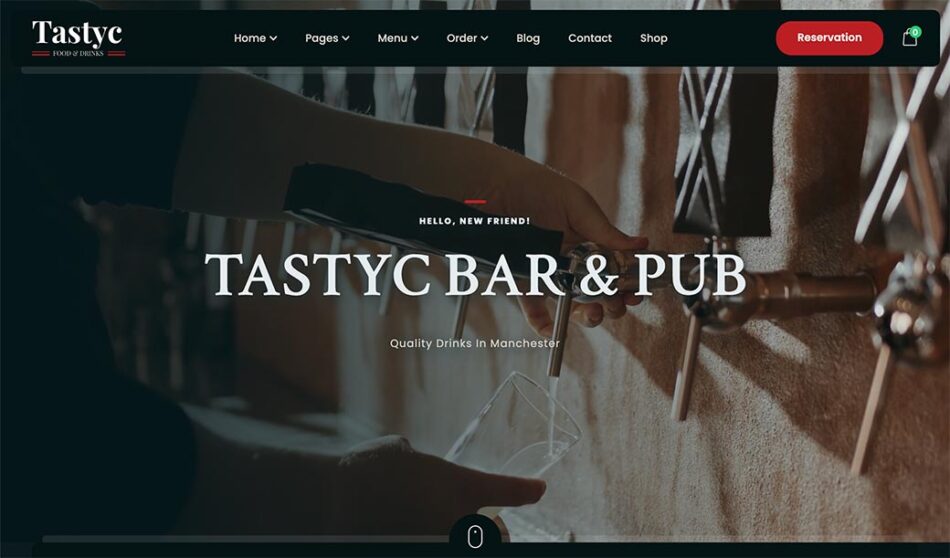 Tastyc
FOOD & DRINKS
Home
Pages
Menu
Order
Blog
Contact
Shop
Reservation
0
HELLO, NEW FRIEND!
TASTYC BAR & PUB
Quality Drinks In Manchester